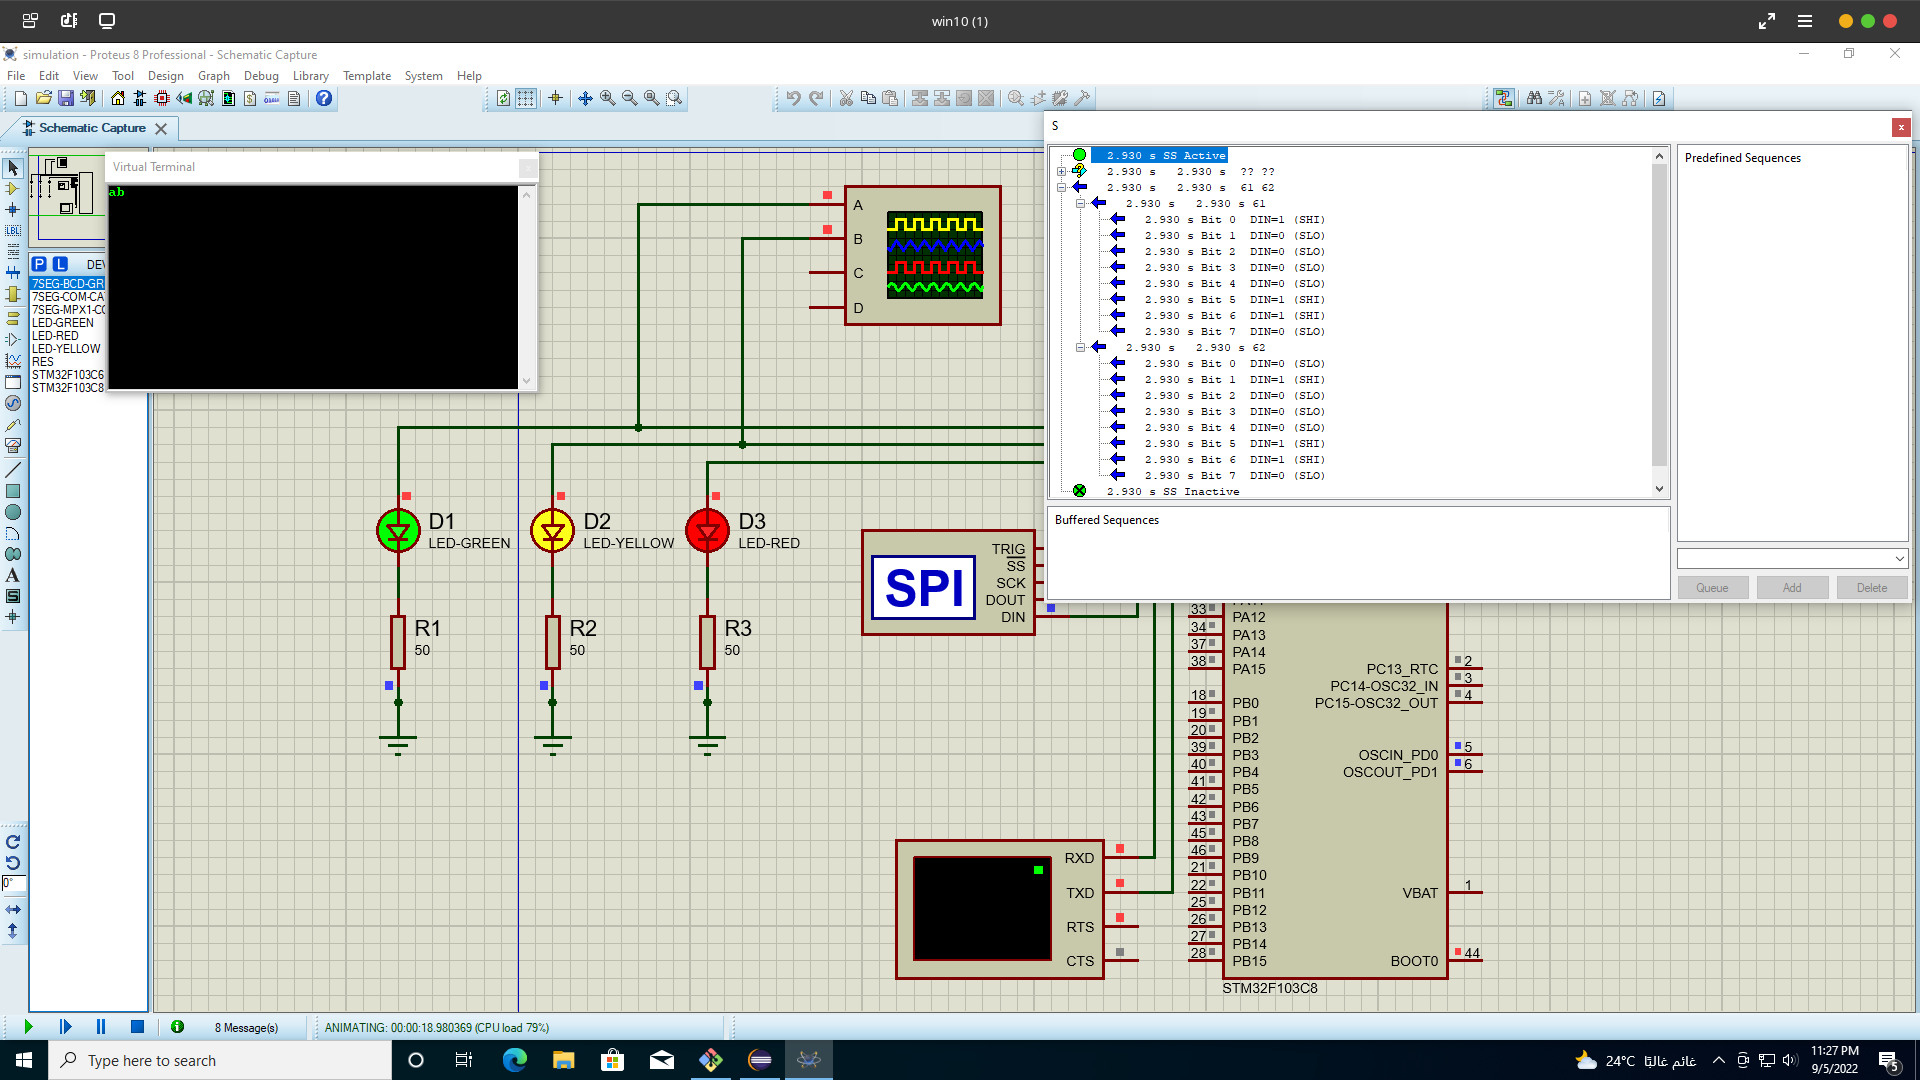 win10 (1)
simulation - Proteus 8 Professional - Schematic Capture
File Edit View Tool Design Graph Debug Library Template System Help
Schematic Capture
Virtual Terminal
ab
P L DEV
7SEG-BCD-GR
7SEG-COM-CA
7SEG-MPX1-CC
LED-GREEN
LED-RED
LED-YELLOW
RES
STM32F103C6
STM32F103C8
LBL
A
S
0°
A
B
C
D
S
2.930 s SS Active
2.930 s 2.930 s ?? ??
2.930 s 2.930 s 61 62
2.930 s 2.930 s 61
2.930 s Bit 0 DIN=1 (SHI)
2.930 s Bit 1 DIN=0 (SLO)
2.930 s Bit 2 DIN=0 (SLO)
2.930 s Bit 3 DIN=0 (SLO)
2.930 s Bit 4 DIN=0 (SLO)
2.930 s Bit 5 DIN=1 (SHI)
2.930 s Bit 6 DIN=1 (SHI)
2.930 s Bit 7 DIN=0 (SLO)
2.930 s 2.930 s 62
2.930 s Bit 0 DIN=0 (SLO)
2.930 s Bit 1 DIN=1 (SHI)
2.930 s Bit 2 DIN=0 (SLO)
2.930 s Bit 3 DIN=0 (SLO)
2.930 s Bit 4 DIN=0 (SLO)
2.930 s Bit 5 DIN=1 (SHI)
2.930 s Bit 6 DIN=1 (SHI)
2.930 s Bit 7 DIN=0 (SLO)
2.930 s SS Inactive
Predefined Sequences
Buffered Sequences
Queue Add Delete
D1
LED-GREEN
D2
LED-YELLOW
D3
LED-RED
R1
50
R2
50
R3
50
SPI
TRIG
SS
SCK
DOUT
DIN
RXD
TXD
RTS
CTS
33 PA12
34 PA13
37 PA14
38 PA15
18 PB0
19 PB1
20 PB2
39 PB3
40 PB4
41 PB5
42 PB6
43 PB7
45 PB8
46 PB9
21 PB10
22 PB11
25 PB12
26 PB13
27 PB14
28 PB15
PC13_RTC 2
PC14-OSC32_IN 3
PC15-OSC32_OUT 4
OSCIN_PD0 5
OSCOUT_PD1 6
VBAT 1
BOOT0 44
STM32F103C8
8 Message(s)
ANIMATING: 00:00:18.980369 (CPU load 79%)
Type here to search
24°C غائم غالبًا
11:27 PM
9/5/2022
5